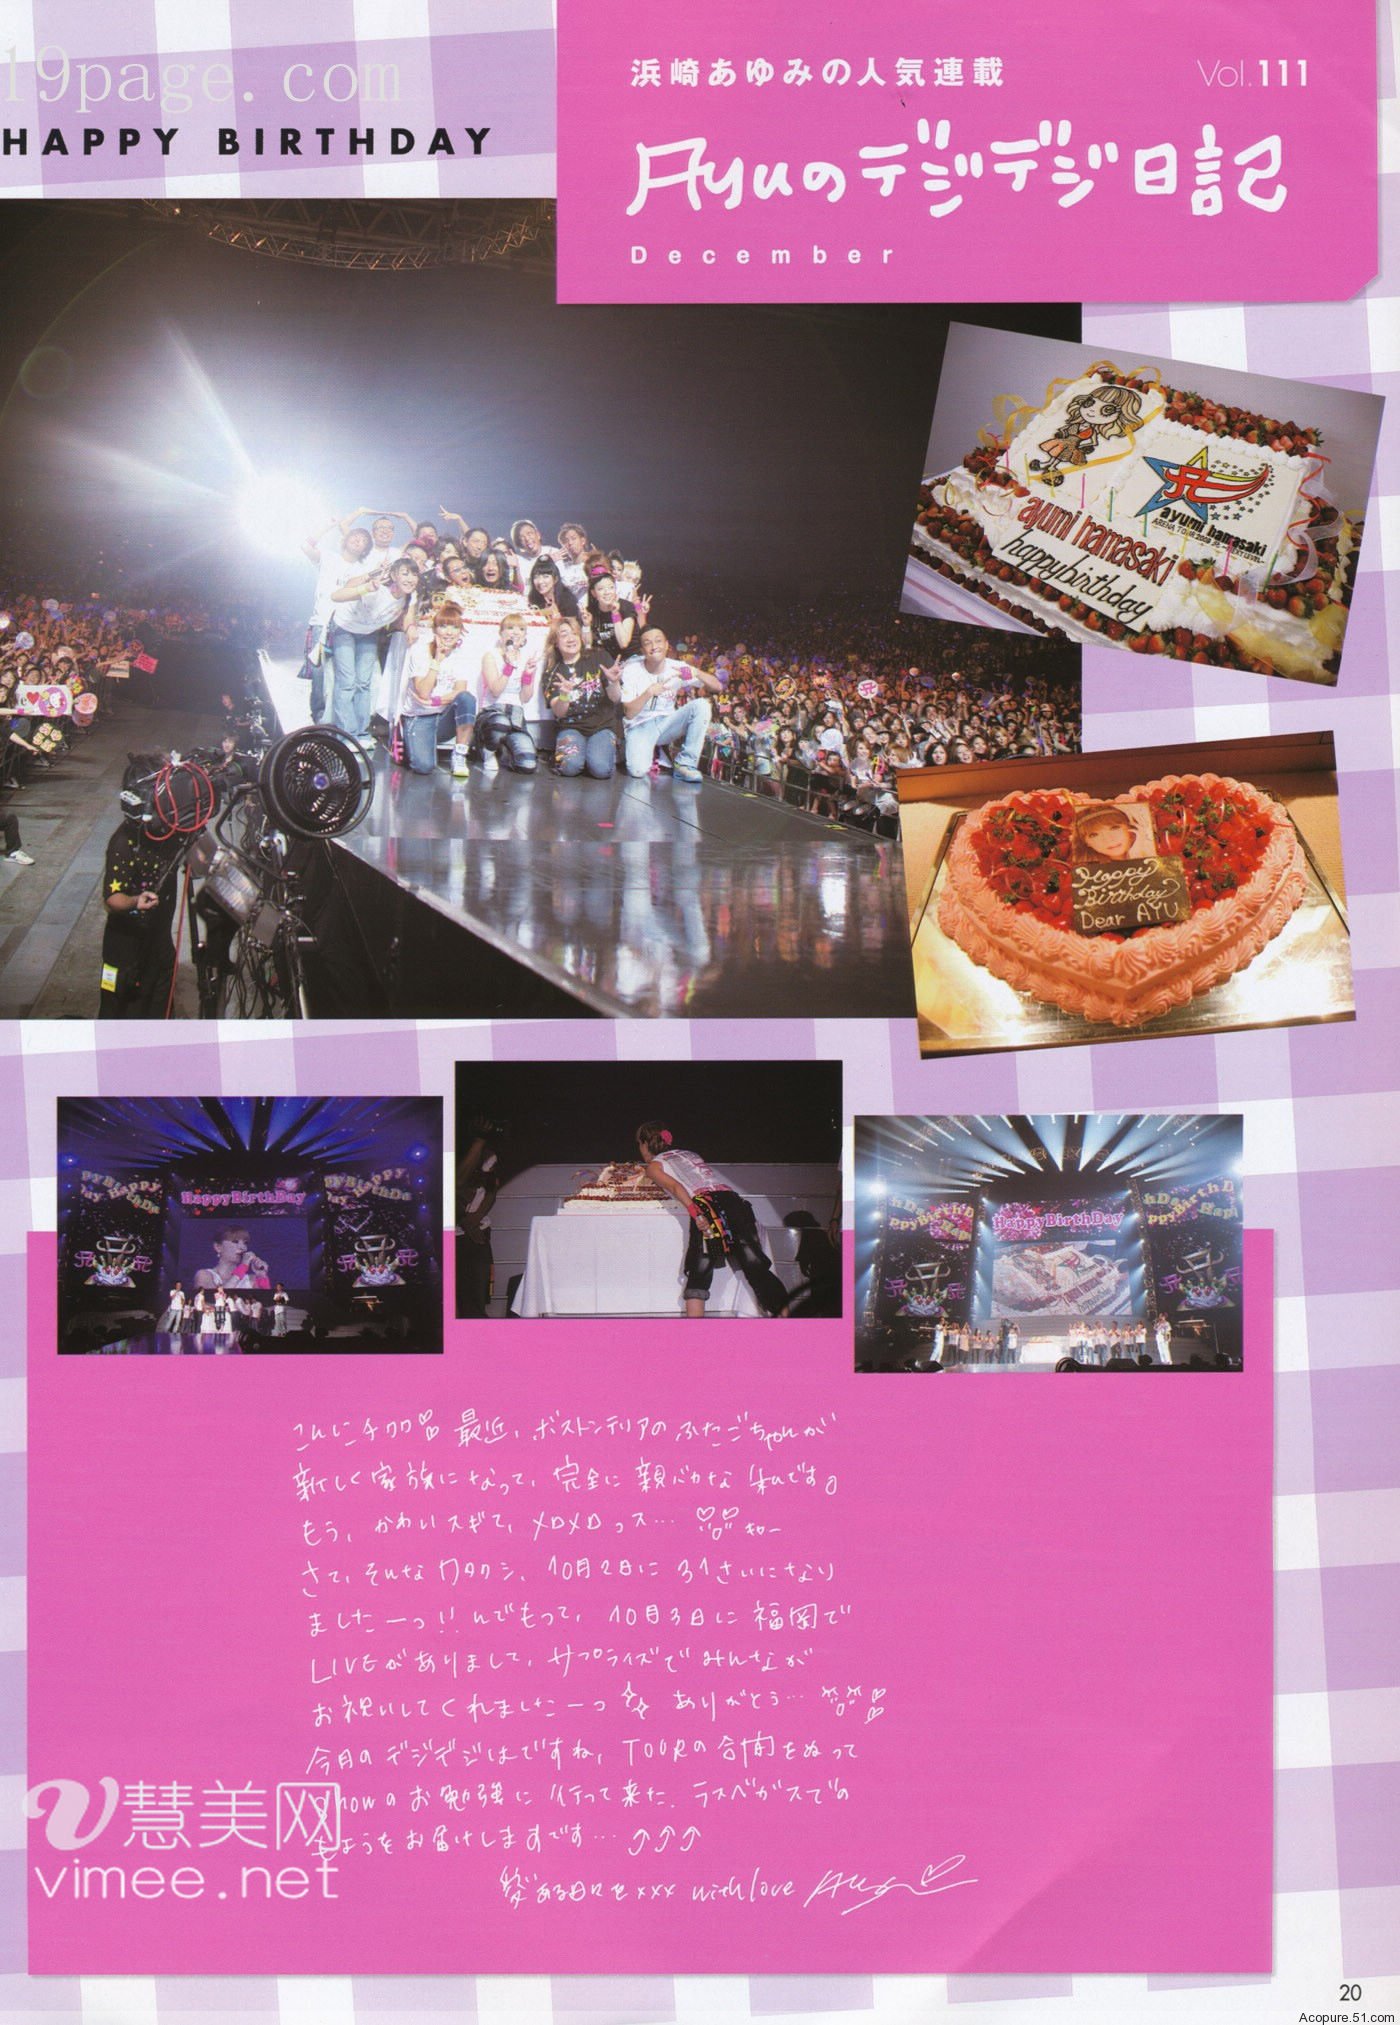 19page.com
HAPPY BIRTHDAY
浜崎あゆみの人気連載
Vol.111
Ayuのデジデジ日記
December
ayumi hamasaki
ARENA TOUR 2009 A
NEXT LEVEL
ayumi hamasaki
happybirthday
Happy
Birthday
Dear AYU
HappyBirthDay
HappyBirthDay
こんにチワワ 最近、ボストンテリアのふたごちゃんが
新しく家族になって、完全に親バカな私です。
もう、かわいスギて、メロメロっス…
さて、そんなワタクシ、10月2日に31さいになり
ましたーっ!! んでもって、10月3日に福岡で
LIVEがありまして、サプライズでみんなが
お祝いしてくれましたーっ ありがとう…
今月のデジデジはですね、TOURの合間をぬって
Showのお勉強に行って来た、ラスベガスでの
もようをお届けしますです… ♪♪♪
愛ある日々を xxx with love Ayu
慧美网
vimee.net
20
Acopure.51.com